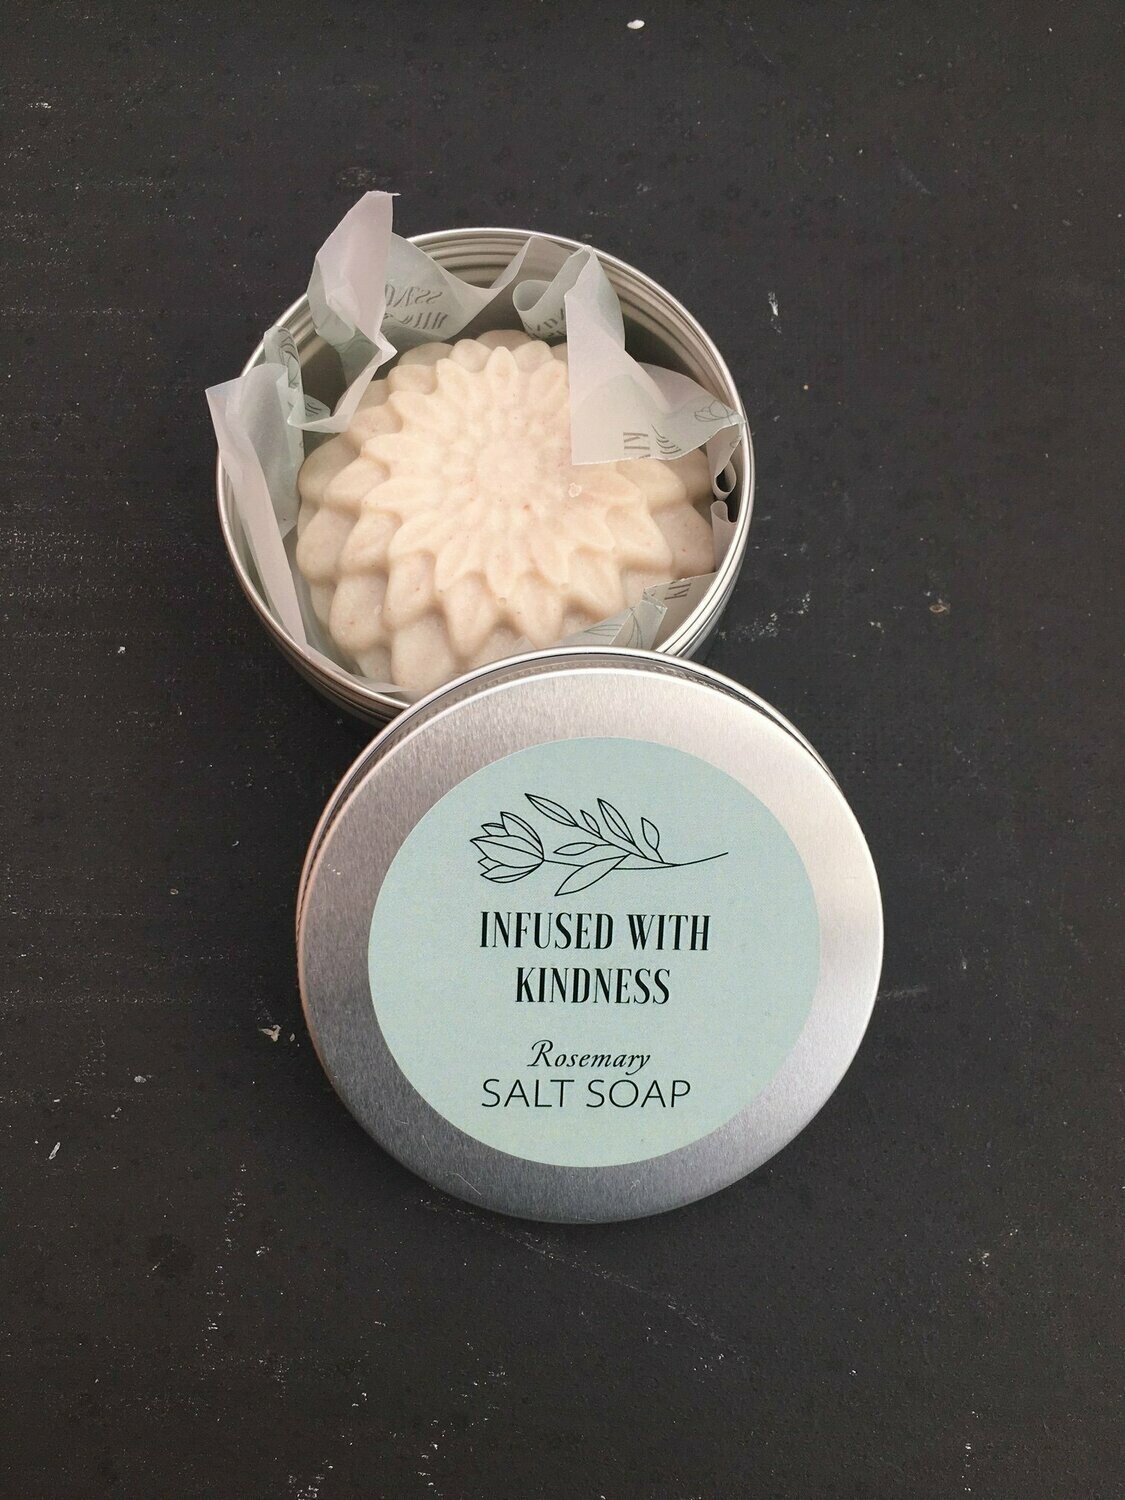 INFUSED WITH
KINDNESS
Rosemary
SALT SOAP